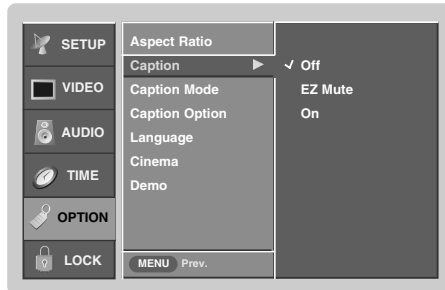 SETUP
VIDEO
AUDIO
TIME
OPTION
LOCK
Aspect Ratio
Caption
Caption Mode
Caption Option
Language
Cinema
Demo
MENU Prev.
Off
EZ Mute
On